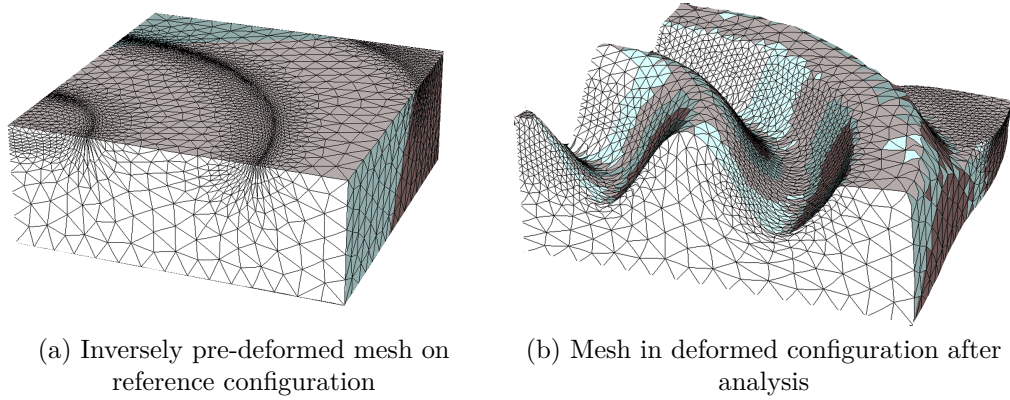 (a) Inversely pre-deformed mesh on
reference configuration
(b) Mesh in deformed configuration after
analysis